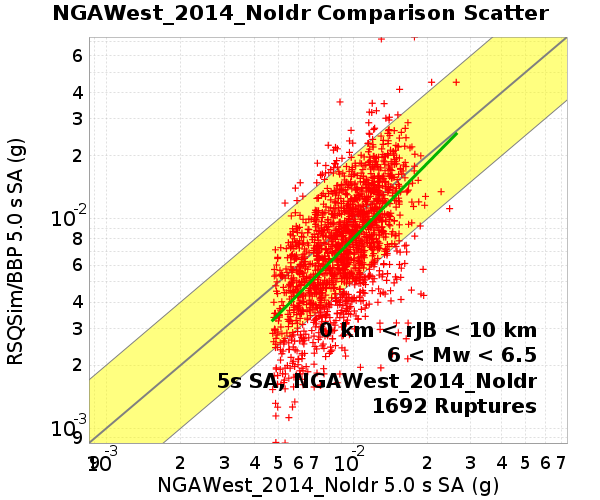 NGAWest_2014_NoIdr Comparison Scatter
RSQSim/BBP 5.0 s SA (g)
6
4
3
2
10-2
8
6
4
3
2
10-3
9
0 km < rJB < 10 km
6 < Mw < 6.5
5s SA, NGAWest_2014_NoIdr
1692 Ruptures
9 10-3 2 3 4 5 6 7 10-2 2 3 4 5 6 7
NGAWest_2014_NoIdr 5.0 s SA (g)